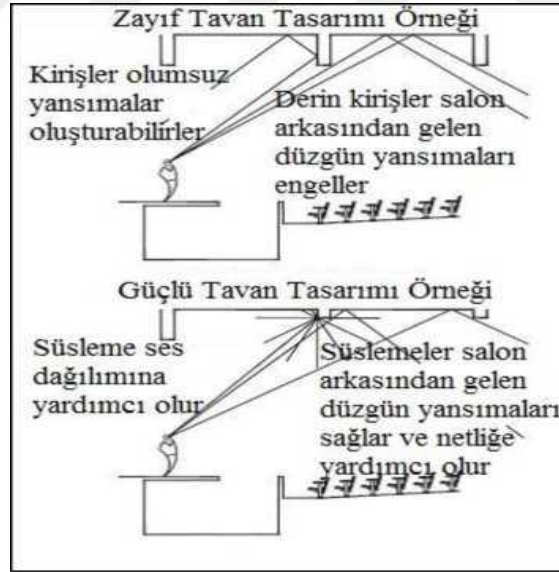 Zayıf Tavan Tasarımı Örneği
Kirişler olumsuz
yansımalar
oluşturabilirler
Derin kirişler salon
arkasından gelen
düzgün yansımaları
engeller
Güçlü Tavan Tasarımı Örneği
Süsleme ses
dağılımına
yardımcı olur
Süslemeler salon
arkasından gelen
düzgün yansımaları
sağlar ve netliğe
yardımcı olur